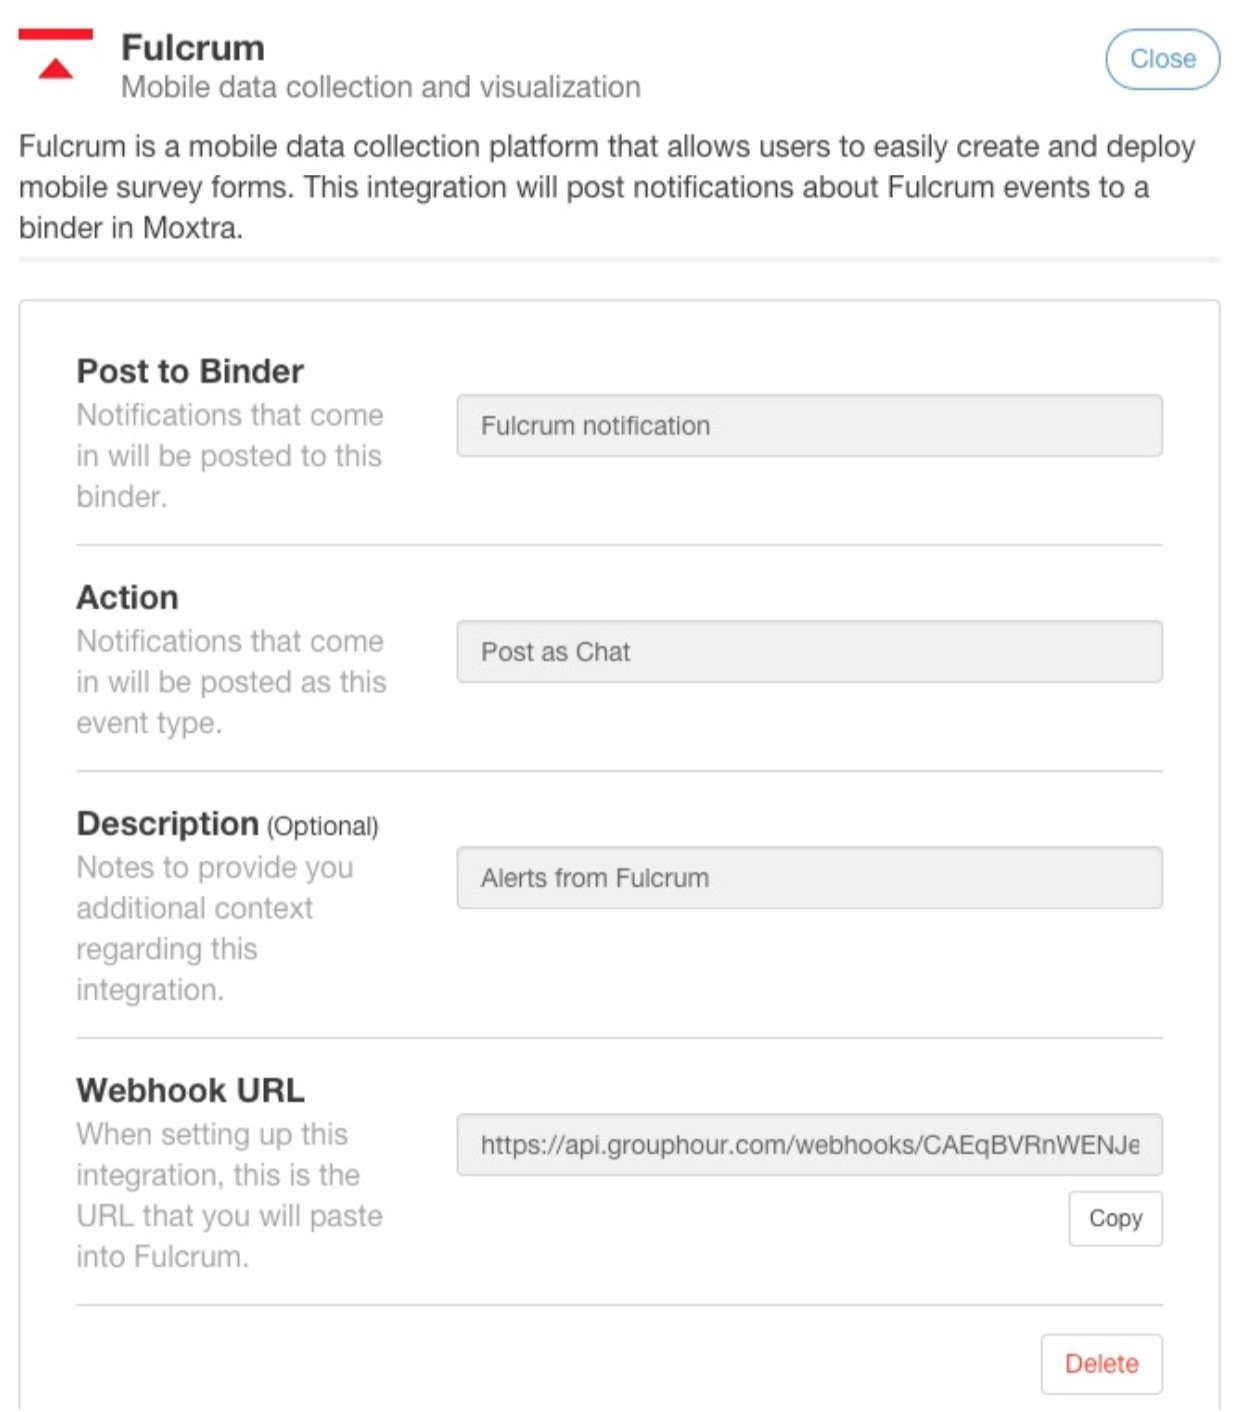 Fulcrum
Close
Mobile data collection and visualization
Fulcrum is a mobile data collection platform that allows users to easily create and deploy
mobile survey forms. This integration will post notifications about Fulcrum events to a
binder in Moxtra.
Post to Binder
Notifications that come
in will be posted to this
binder.
Fulcrum notification
Action
Notifications that come
in will be posted as this
event type.
Post as Chat
Description (Optional)
Notes to provide you
additional context
regarding this
integration.
Alerts from Fulcrum
Webhook URL
When setting up this
integration, this is the
URL that you will paste
into Fulcrum.
https://api.grouphour.com/webhooks/CAEqBVRnWENJe
Copy
Delete